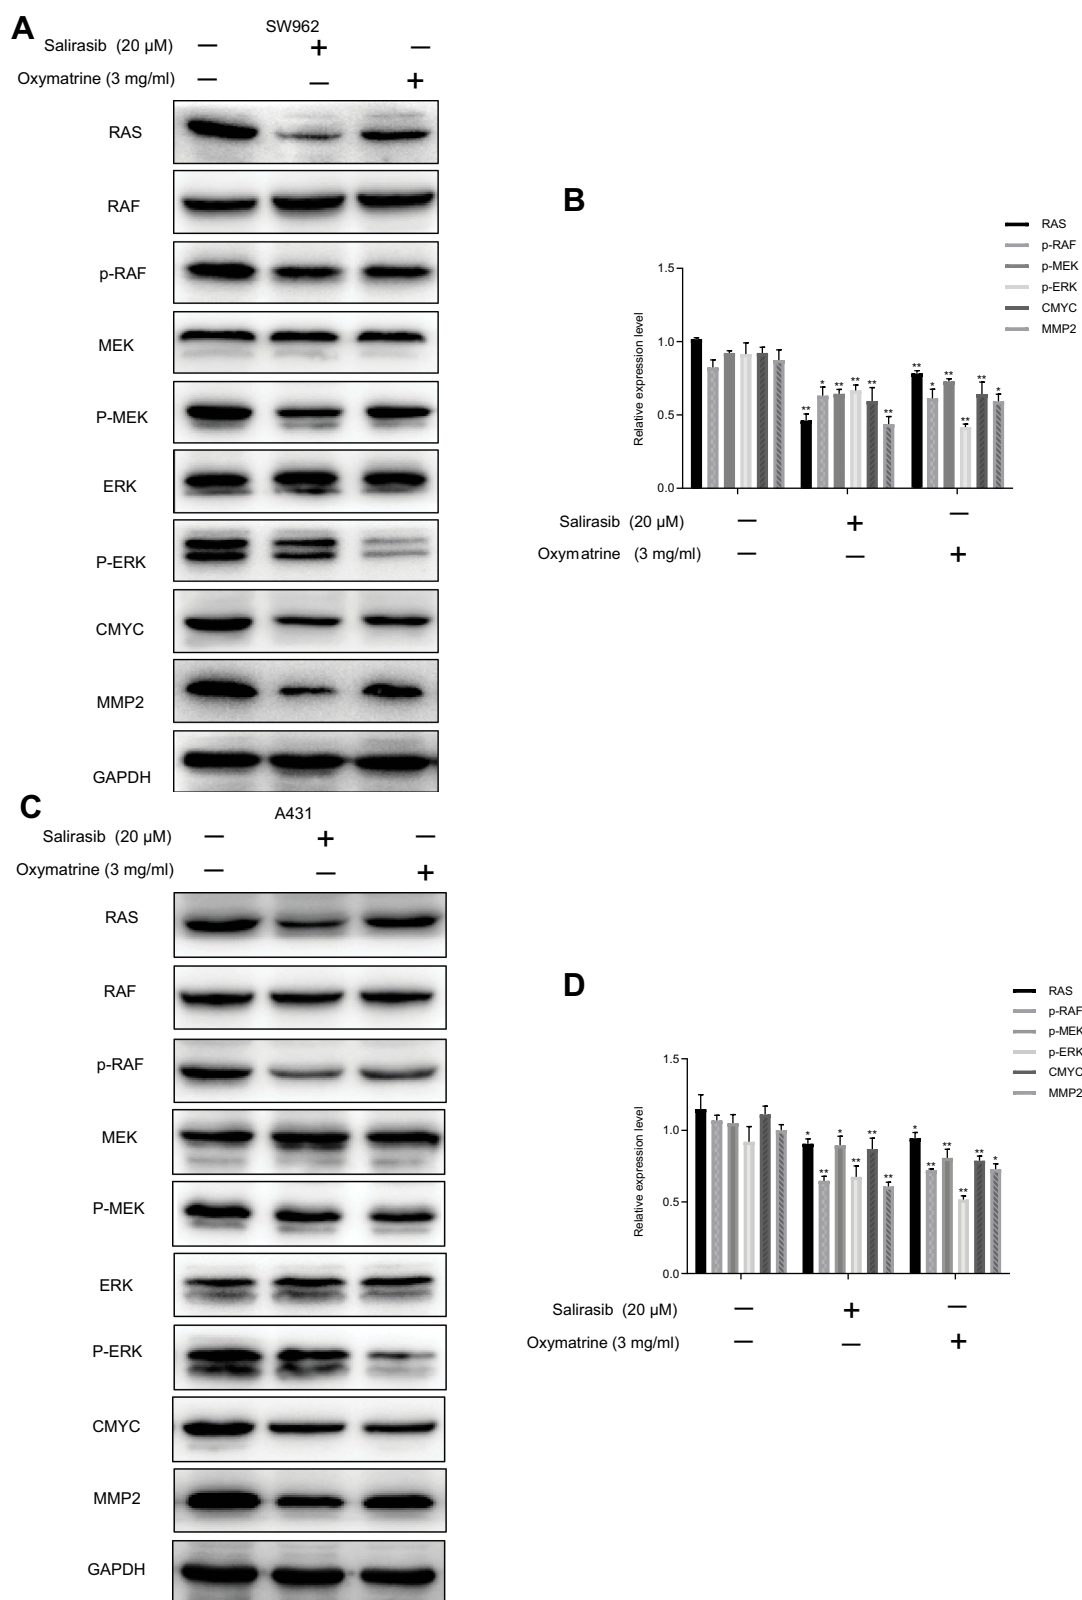 A
SW962
Salirasib (20 µM) — + —
Oxymatrine (3 mg/ml) — — +
RAS
RAF
p-RAF
MEK
P-MEK
ERK
P-ERK
CMYC
MMP2
GAPDH
B
RAS
p-RAF
p-MEK
p-ERK
CMYC
MMP2
Relative expression level
1.5
1.0
0.5
0.0
** * ** ** ** **
** * ** ** ** *
Salirasib (20 µM) — + —
Oxymatrine (3 mg/ml) — — +
C
A431
Salirasib (20 µM) — + —
Oxymatrine (3 mg/ml) — — +
RAS
RAF
p-RAF
MEK
P-MEK
ERK
P-ERK
CMYC
MMP2
GAPDH
D
RAS
p-RAF
p-MEK
p-ERK
CMYC
MMP2
Relative expression level
1.5
1.0
0.5
0.0
* ** * ** ** **
* ** ** ** ** *
Salirasib (20 µM) — + —
Oxymatrine (3 mg/ml) — — +